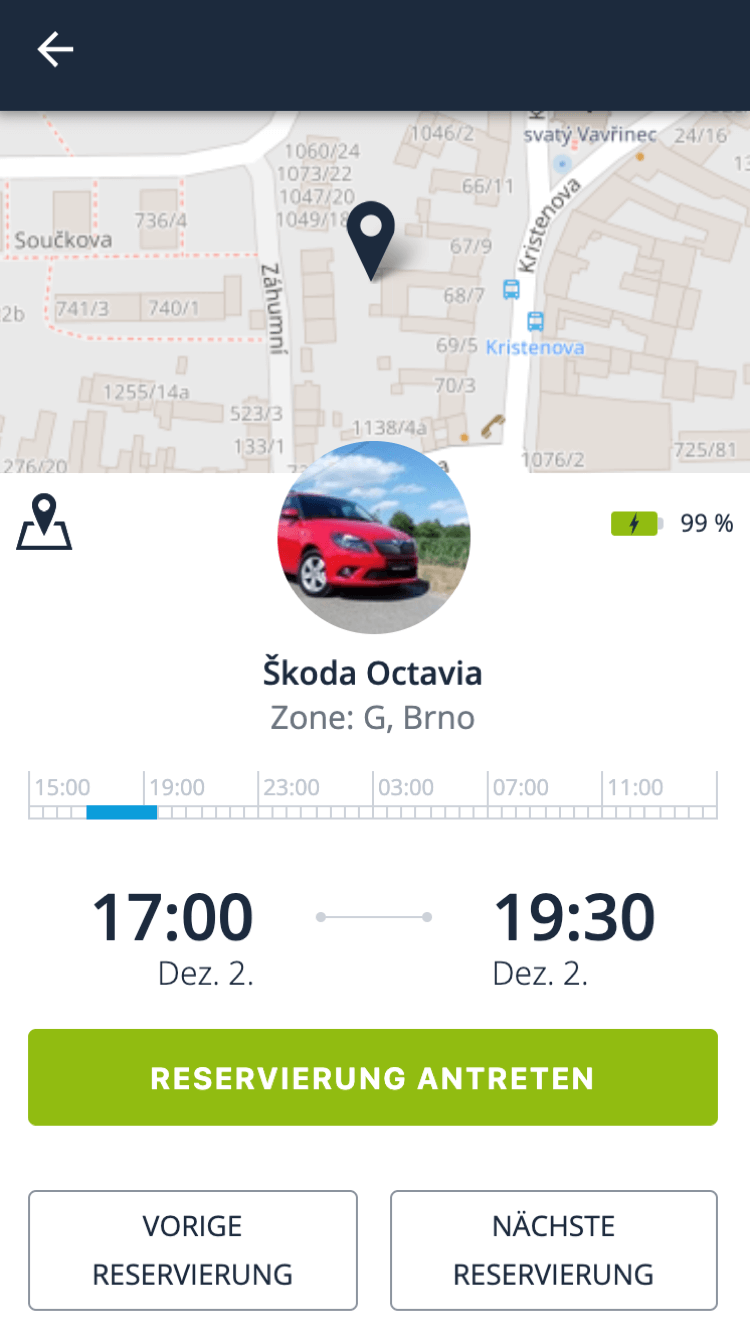 1046/2
svatý Vavřinec
24/16
1060/24
1073/22
1047/20
1049/18
66/11
736/4
Součkova
Kristenova
67/9
Záhumní
68/7
741/3
740/1
22b
69/5
Kristenova
70/3
1255/14a
523/3
1138/4a
133/1
725/81
1076/2
276/20
99 %
Škoda Octavia
Zone: G, Brno
15:00 19:00 23:00 03:00 07:00 11:00
17:00 19:30
Dez. 2. Dez. 2.
RESERVIERUNG ANTRETEN
VORIGE
RESERVIERUNG
NÄCHSTE
RESERVIERUNG